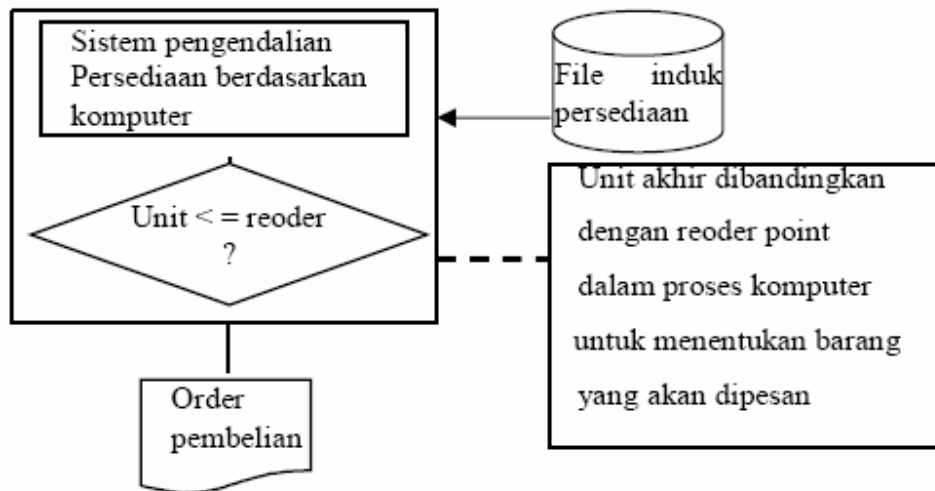 Sistem pengendalian
Persediaan berdasarkan
komputer
File induk
persediaan
Unit < = reoder
?
Unit akhir dibandingkan
dengan reoder point
dalam proses komputer
untuk menentukan barang
yang akan dipesan
Order
pembelian